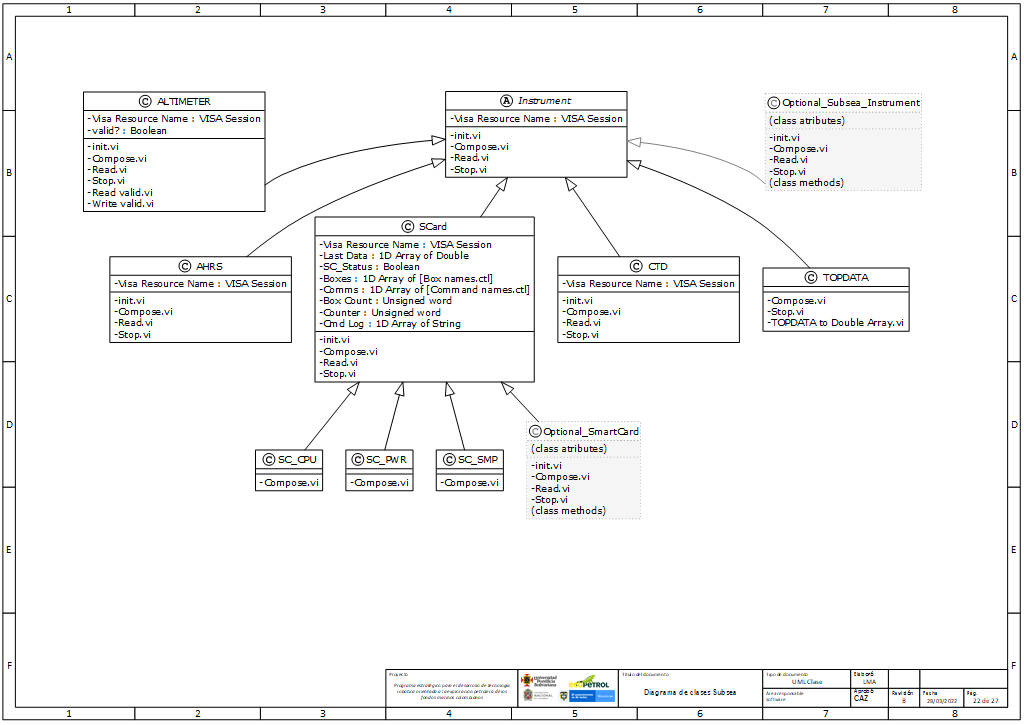 1 2 3 4 5 6 7 8
A A
B B
C C
D D
E E
F F
C ALTIMETER
-Visa Resource Name : VISA Session
-valid? : Boolean
-init.vi
-Compose.vi
-Read.vi
-Stop.vi
-Read valid.vi
-Write valid.vi
A Instrument
-Visa Resource Name : VISA Session
-init.vi
-Compose.vi
-Read.vi
-Stop.vi
C Optional_Subsea_Instrument
(class atributes)
-init.vi
-Compose.vi
-Read.vi
-Stop.vi
(class methods)
C AHRS
-Visa Resource Name : VISA Session
-init.vi
-Compose.vi
-Read.vi
-Stop.vi
C SCard
-Visa Resource Name : VISA Session
-Last Data : 1D Array of Double
-SC_Status : Boolean
-Boxes : 1D Array of [Box names.ctl]
-Comms : 1D Array of [Command names.ctl]
-Box Count : Unsigned word
-Counter : Unsigned word
-Cmd Log : 1D Array of String
-init.vi
-Compose.vi
-Read.vi
-Stop.vi
C CTD
-Visa Resource Name : VISA Session
-init.vi
-Compose.vi
-Read.vi
-Stop.vi
C TOPDATA
-Compose.vi
-Stop.vi
-TOPDATA to Double Array.vi
C SC_CPU
-Compose.vi
C SC_PWR
-Compose.vi
C SC_SMP
-Compose.vi
C Optional_SmartCard
(class atributes)
-init.vi
-Compose.vi
-Read.vi
-Stop.vi
(class methods)
Proyecto
Programa estratégico para el desarrollo de tecnología
robótica orientada a la exploración petrolera de los
fondos marinos colombianos
Universidad
Pontificia
Bolivariana
ECOPETROL
NACIONAL
Título del documento
Diagrama de clases Subsea
Tipo de documento
UML Clase
Área responsable
Software
Elaboró
LMA
Aprobó
CAZ
Revisión
B
Fecha
28/03/2022
Pág.
22 de 27
1 2 3 4 5 6 7 8